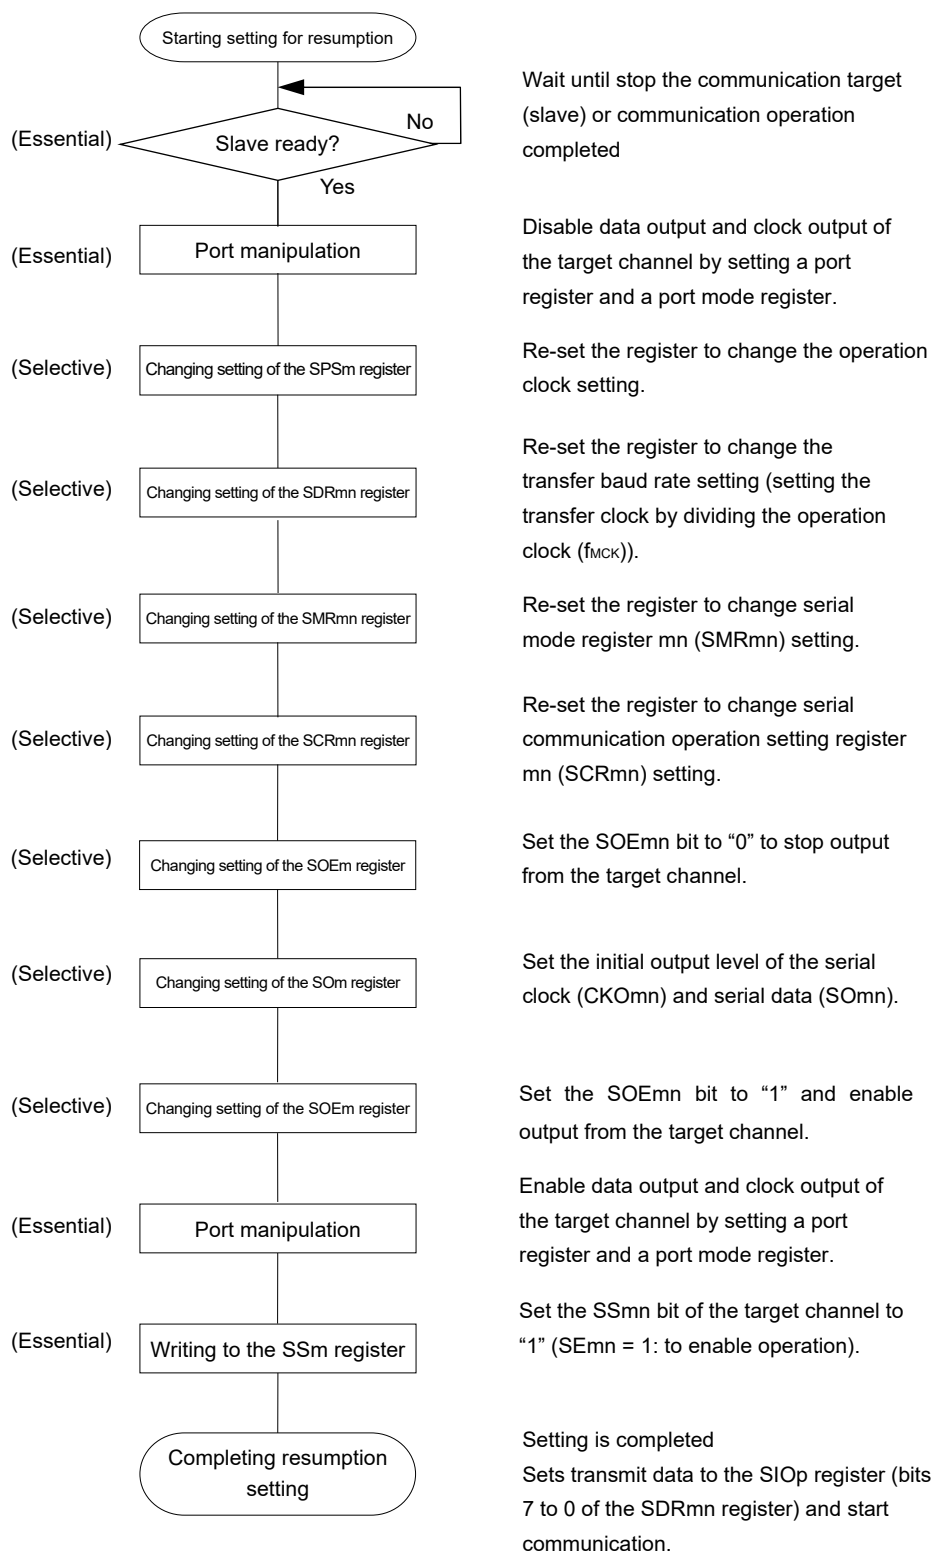 Starting setting for resumption
Wait until stop the communication target
(slave) or communication operation
completed
(Essential)
Slave ready?
No
Yes
(Essential)
Port manipulation
Disable data output and clock output of
the target channel by setting a port
register and a port mode register.
(Selective)
Changing setting of the SPSm register
Re-set the register to change the operation
clock setting.
(Selective)
Changing setting of the SDRmn register
Re-set the register to change the
transfer baud rate setting (setting the
transfer clock by dividing the operation
clock (fMCK)).
(Selective)
Changing setting of the SMRmn register
Re-set the register to change serial
mode register mn (SMRmn) setting.
(Selective)
Changing setting of the SCRmn register
Re-set the register to change serial
communication operation setting register
mn (SCRmn) setting.
(Selective)
Changing setting of the SOEm register
Set the SOEmn bit to “0” to stop output
from the target channel.
(Selective)
Changing setting of the SOm register
Set the initial output level of the serial
clock (CKOmn) and serial data (SOmn).
(Selective)
Changing setting of the SOEm register
Set the SOEmn bit to “1” and enable
output from the target channel.
(Essential)
Port manipulation
Enable data output and clock output of
the target channel by setting a port
register and a port mode register.
(Essential)
Writing to the SSm register
Set the SSmn bit of the target channel to
“1” (SEmn = 1: to enable operation).
Completing resumption
setting
Setting is completed
Sets transmit data to the SIOp register (bits
7 to 0 of the SDRmn register) and start
communication.